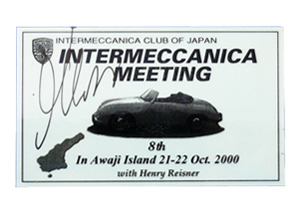 INTERMECCANICA CLUB OF JAPAN
INTERMECCANICA
MEETING
8th
In Awaji Island 21-22 Oct. 2000
with Henry Reisner